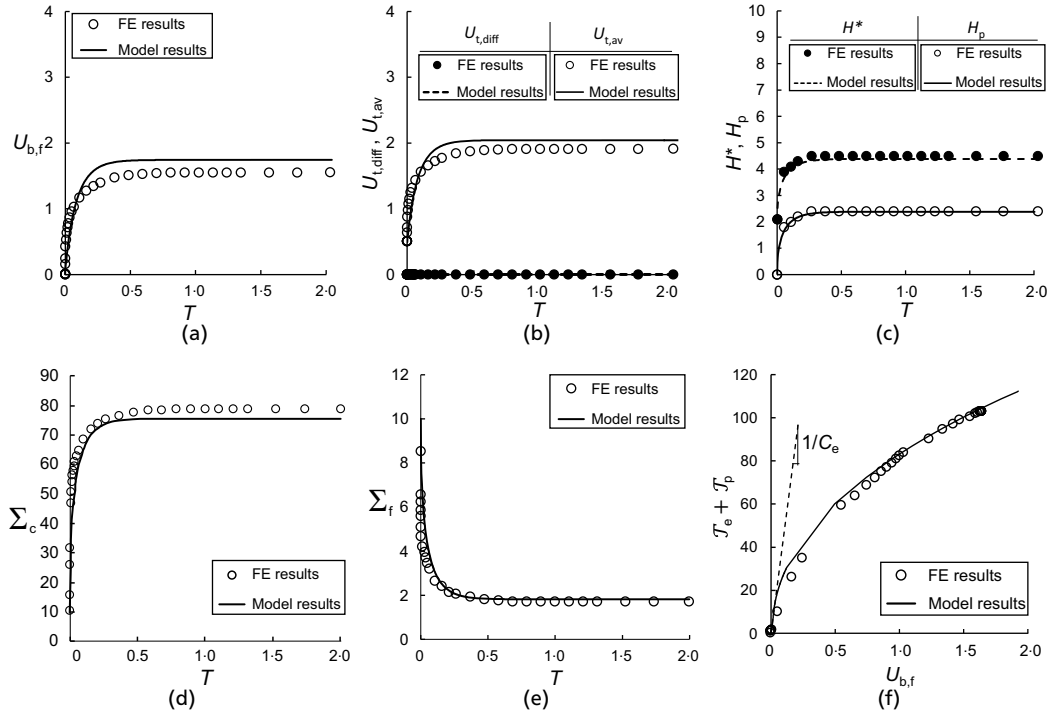 4
3
2
1
0
U_b,f
FE results
Model results
0 0·5 1·0 1·5 2·0
T
(a)
4
3
2
1
0
U_t,diff , U_t,av
U_t,diff U_t,av
FE results FE results
Model results Model results
0 0·5 1·0 1·5 2·0
T
(b)
10
9
8
7
6
5
4
3
2
1
0
H*, H_p
H* H_p
FE results FE results
Model results Model results
0 0·5 1·0 1·5 2·0
T
(c)
90
80
70
60
50
40
30
20
10
0
Σ_c
FE results
Model results
0 0·5 1·0 1·5 2·0
T
(d)
12
10
8
6
4
2
0
Σ_f
FE results
Model results
0 0·5 1·0 1·5 2·0
T
(e)
120
100
80
60
40
20
0
𝒯_e + 𝒯_p
1/C_e
FE results
Model results
0 0·5 1·0 1·5 2·0
U_b,f
(f)